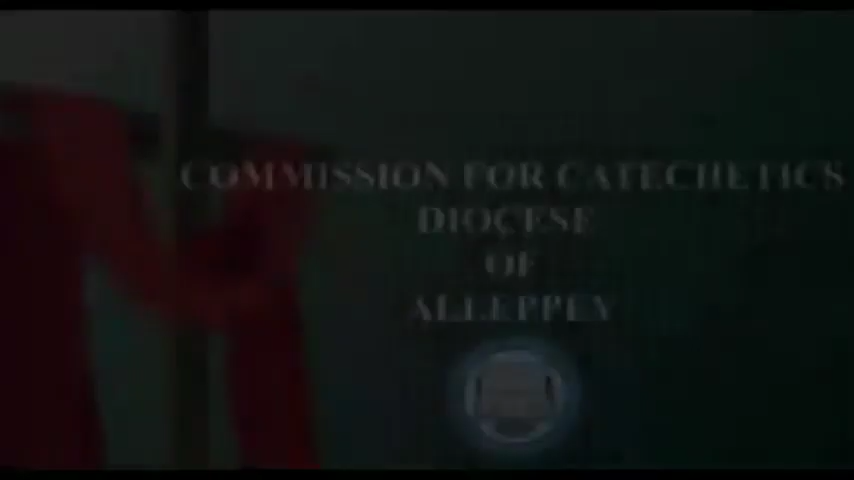 COMMISSION FOR CATECHETICS
DIOCESE
OF
ALLEPPEY